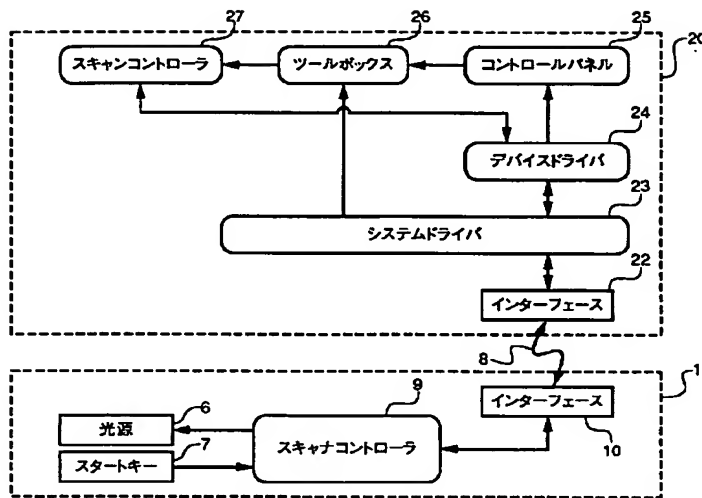 27
26
25
20
スキャンコントローラ
ツールボックス
コントロールパネル
24
デバイスドライバ
23
システムドライバ
22
インターフェース
8
1
9
インターフェース
6
光源
10
7
スキャナコントローラ
スタートキー